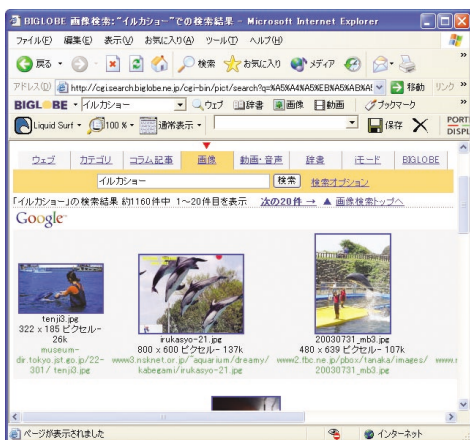 BIGLOBE 画像検索:"イルカショー"での検索結果 - Microsoft Internet Explorer
ファイル(F) 編集(E) 表示(V) お気に入り(A) ツール(T) ヘルプ(H)
戻る 検索 お気に入り メディア
アドレス(D) http://cgi.search.biglobe.ne.jp/cgi-bin/pict/search?q=%A5%A4%A5%EB%A5%AB%A5 移動 リンク
BIGLOBE イルカショー ウェブ 辞書 画像 動画 ブックマーク
Liquid Surf 100 % 通常表示 保存 PORT
DISPL
ウェブ カテゴリ コラム記事 画像 動画・音声 辞書 iモード BIGLOBE
イルカショー 検索 検索オプション
「イルカショー」の検索結果 約1160件中 1~20件目を表示 次の20件 → ▲ 画像検索トップへ
Google
tenji3.jpg
322 x 185 ピクセル-
26k
museum-
dir.tokyo.jst.go.jp/22-
301/ tenji3.jpg
irukasyo-21.jpg
800 x 600 ピクセル- 137k
www3.nsknet.or.jp/~aquarium/dreamy/
kabegami/irukasyo-21.jpg
20030731_mb3.jpg
480 x 639 ピクセル- 107k
www2.fbc.ne.jp/pbox/tanaka/images/
20030731_mb3.jpg
www.r
ページが表示されました インターネット